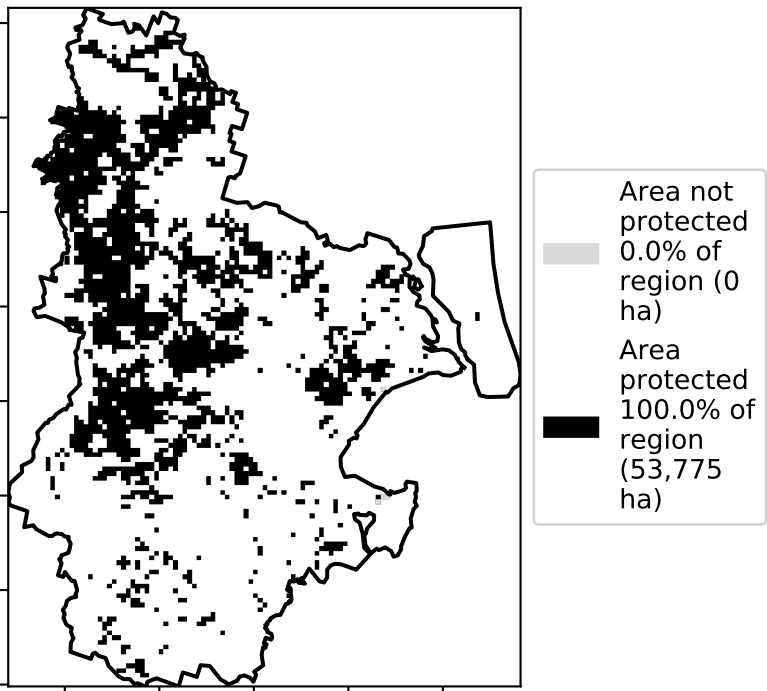 Area not
protected
0.0% of
region (0
ha)
Area
protected
100.0% of
region
(53,775
ha)